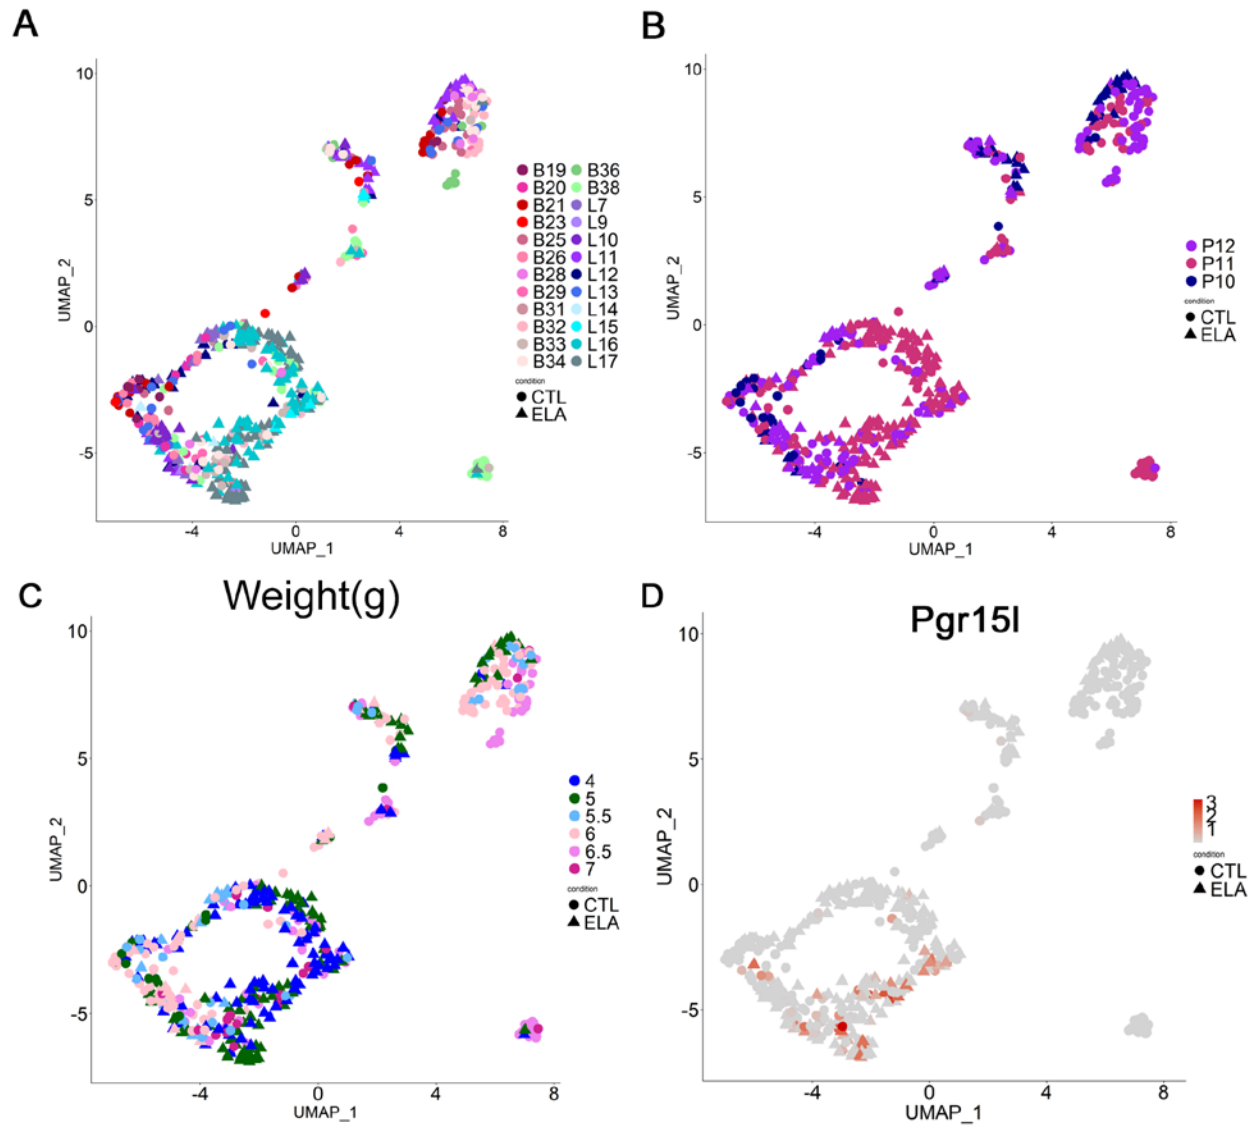 A
10
5
0
-5
UMAP_2
-4 0 4 8
UMAP_1
B19 B36
B20 B38
B21 L7
B23 L9
B25 L10
B26 L11
B28 L12
B29 L13
B31 L14
B32 L15
B33 L16
B34 L17
condition
CTL
ELA
B
10
5
0
-5
UMAP_2
-4 0 4 8
UMAP_1
P12
P11
P10
condition
CTL
ELA
C
Weight(g)
10
5
0
-5
UMAP_2
-4 0 4 8
UMAP_1
4
5
5.5
6
6.5
7
condition
CTL
ELA
D
Pgr15l
10
5
0
-5
UMAP_2
-4 0 4 8
UMAP_1
3
2
1
condition
CTL
ELA